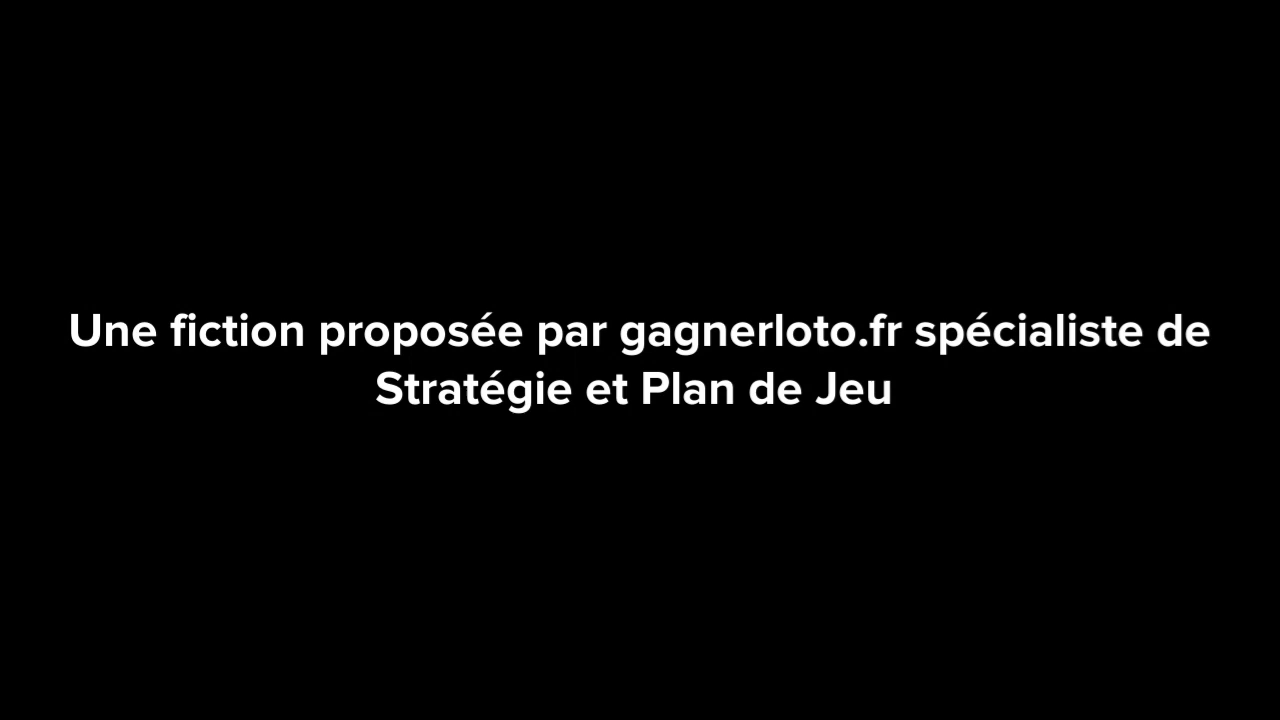 Une fiction proposée par gagnerloto.fr spécialiste de
Stratégie et Plan de Jeu